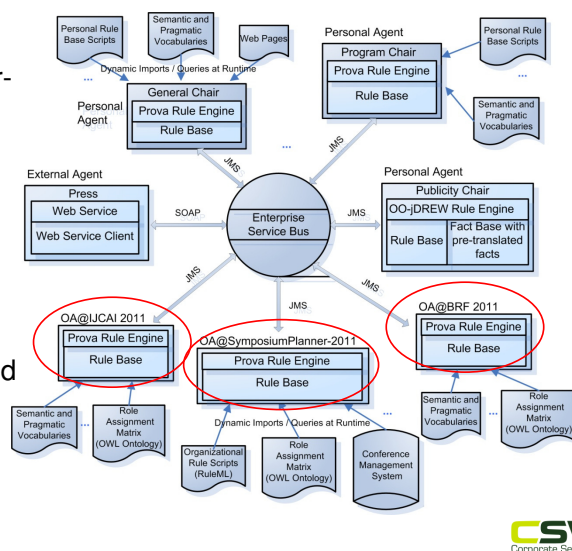 Personal Rule
Base Scripts
Semantic and
Pragmatic
Vocabularies
Web Pages
Dynamic Imports / Queries at Runtime
...
r-
Personal
Agent
General Chair
Prova Rule Engine
Rule Base
...
Personal Agent
Program Chair
Prova Rule Engine
Rule Base
Personal Rule
Base Scripts
...
Semantic and
Pragmatic
Vocabularies
JMS
JMS
External Agent
Press
Web Service
Web Service Client
SOAP
Enterprise
Service Bus
JMS
Personal Agent
Publicity Chair
OO-jDREW Rule Engine
Rule Base
Fact Base with
pre-translated
facts
JMS
JMS
JMS
OA@IJCAI 2011
Prova Rule Engine
Rule Base
d
Semantic and
Pragmatic
Vocabularies
...
Role
Assignment
Matrix
(OWL Ontology)
OA@SymposiumPlanner-2011
Prova Rule Engine
Rule Base
Dynamic Imports / Queries at Runtime
Organizational
Rule Scripts
(RuleML)
Role
Assignment
Matrix
(OWL Ontology)
Conference
Management
System
...
OA@BRF 2011
Prova Rule Engine
Rule Base
Semantic and
Pragmatic
Vocabularies
...
Role
Assignment
Matrix
(OWL Ontology)
Corporate Se